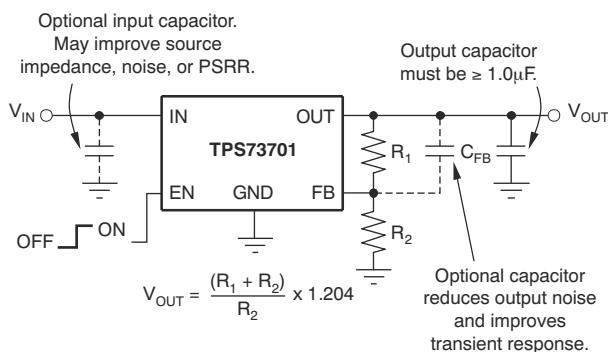 Optional input capacitor.
May improve source
impedance, noise, or PSRR.
Output capacitor
must be ≥ 1.0μF.
V_IN
IN
OUT
V_OUT
TPS73701
R_1
C_FB
EN
GND
FB
OFF
ON
R_2
V_OUT = (R_1 + R_2) / R_2 x 1.204
Optional capacitor
reduces output noise
and improves
transient response.